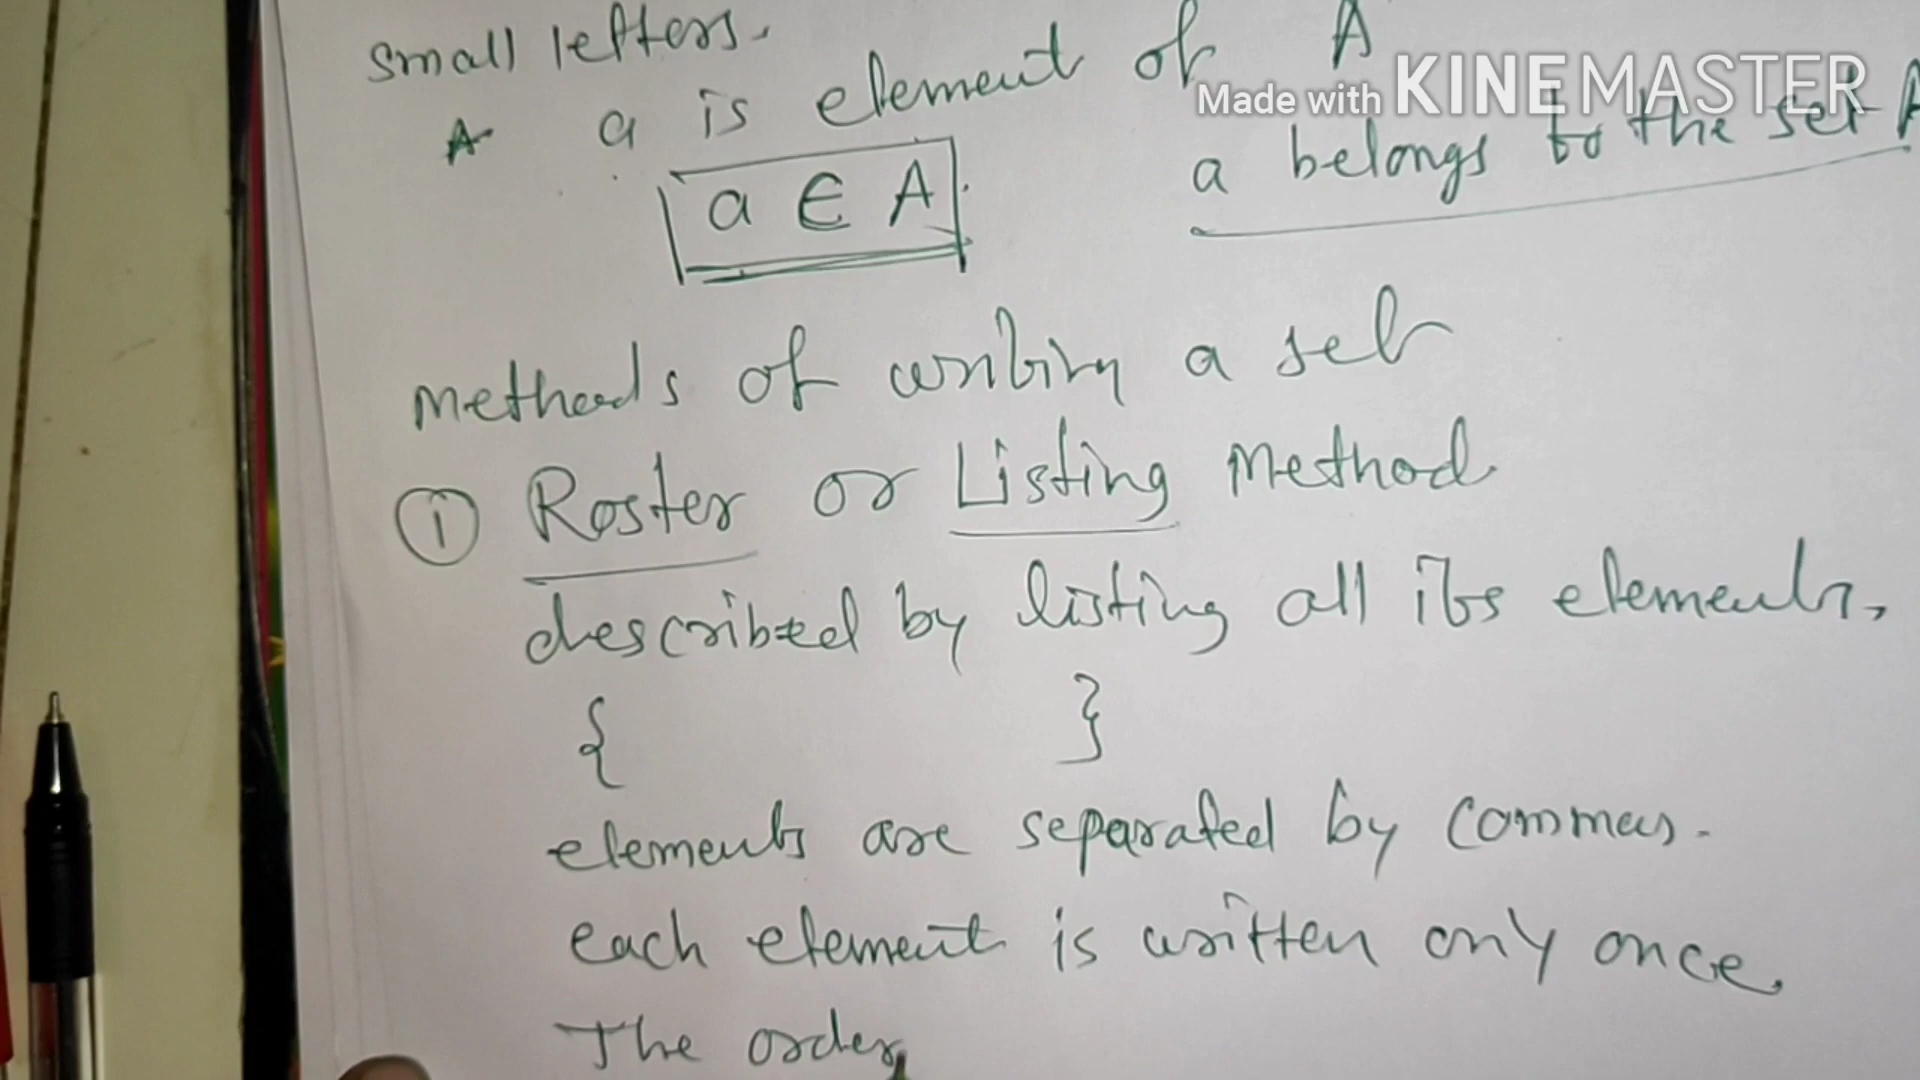 small letters.
a is element of A
Made with KINEMASTER
a ∈ A
a belongs to the set A
Methods of writing a set
(i) Roster or Listing Method
described by listing all its elements,
{ }
elements are separated by commas.
each element is written only once.
The order